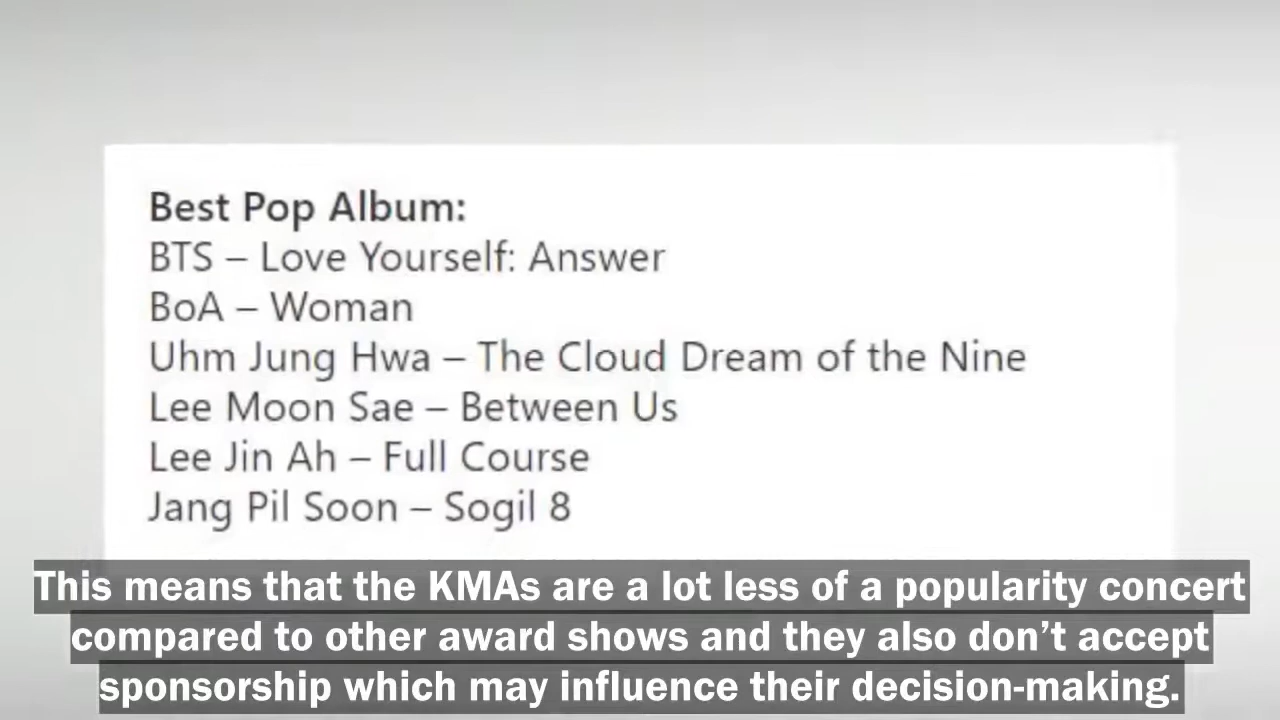 Best Pop Album:
BTS – Love Yourself: Answer
BoA – Woman
Uhm Jung Hwa – The Cloud Dream of the Nine
Lee Moon Sae – Between Us
Lee Jin Ah – Full Course
Jang Pil Soon – Sogil 8
This means that the KMAs are a lot less of a popularity concert
compared to other award shows and they also don’t accept
sponsorship which may influence their decision-making.